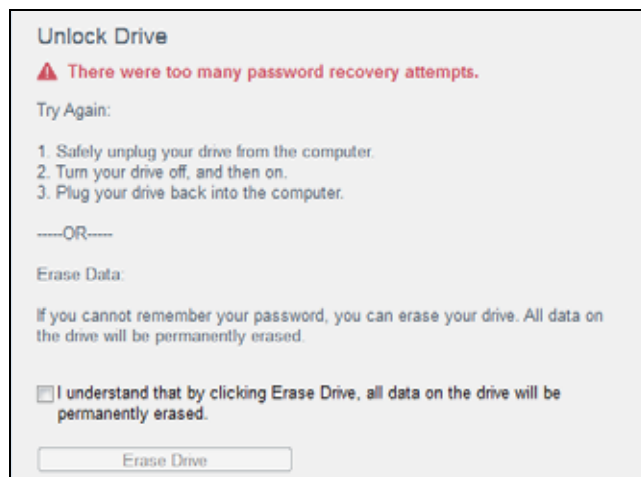 Unlock Drive
There were too many password recovery attempts.
Try Again:
1. Safely unplug your drive from the computer.
2. Turn your drive off, and then on.
3. Plug your drive back into the computer.
-----OR-----
Erase Data:
If you cannot remember your password, you can erase your drive. All data on
the drive will be permanently erased.
I understand that by clicking Erase Drive, all data on the drive will be
permanently erased.
Erase Drive